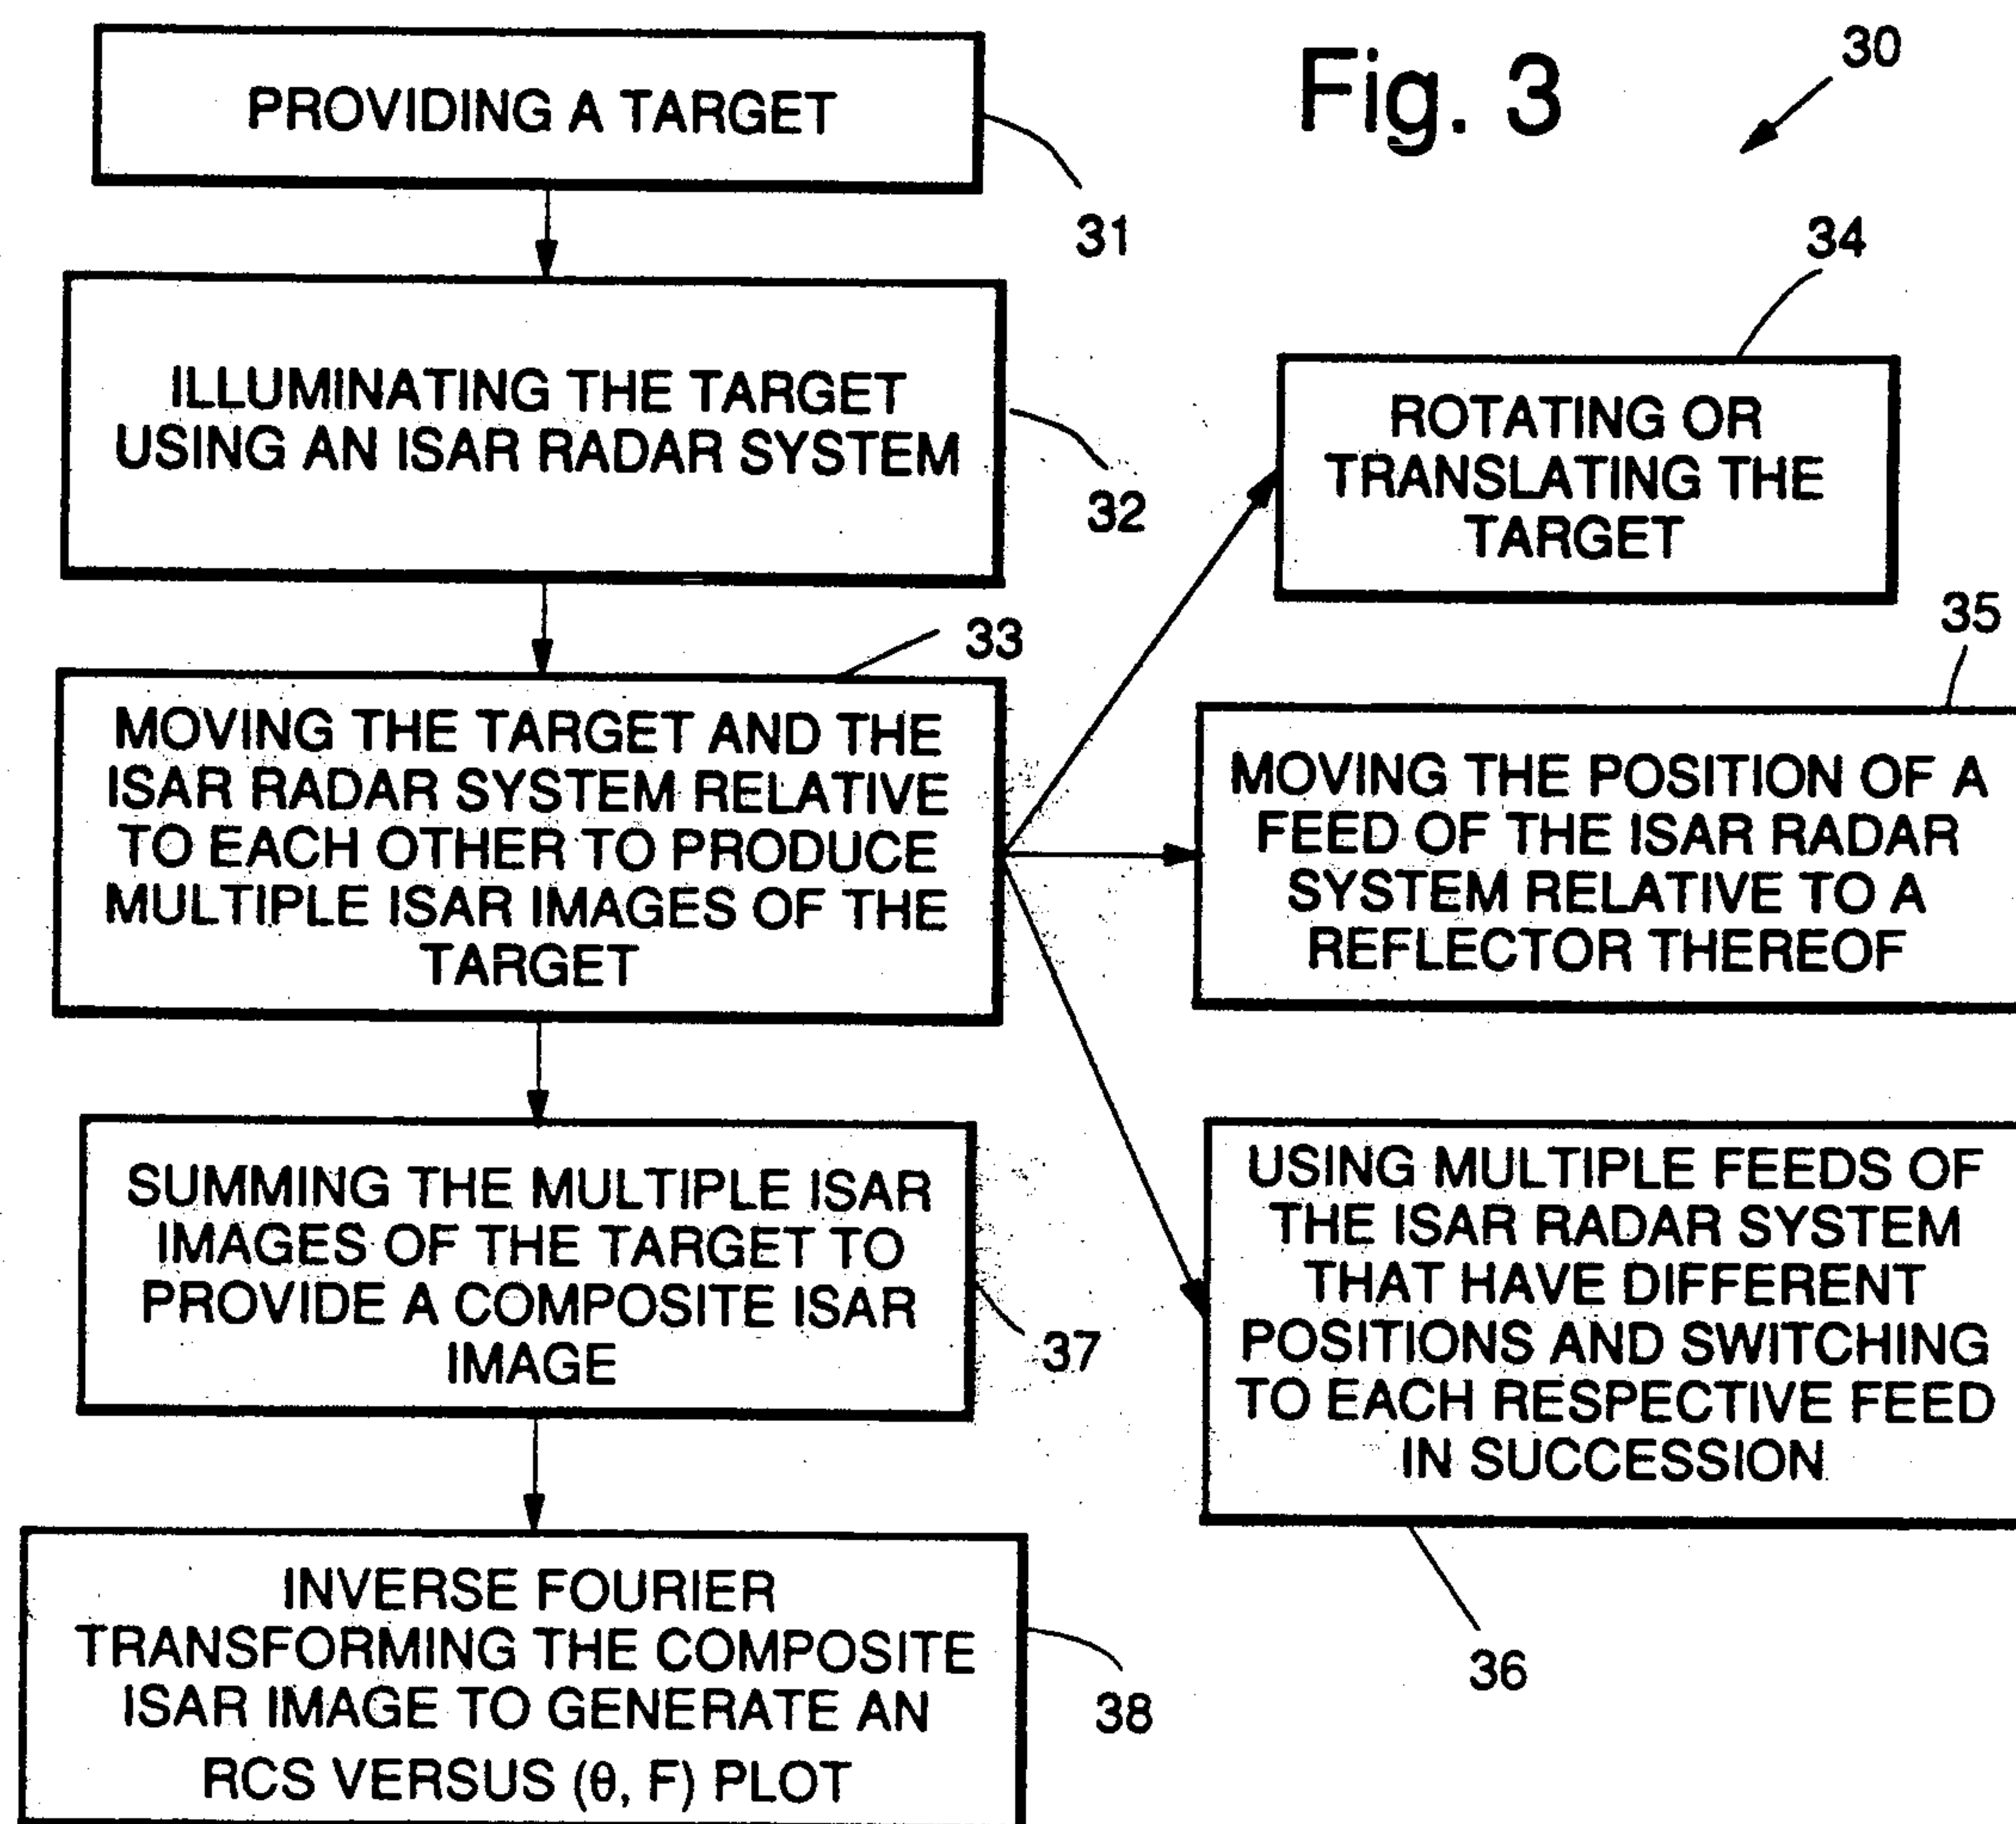 Fig. 3
30
PROVIDING A TARGET
31
ILLUMINATING THE TARGET
USING AN ISAR RADAR SYSTEM
32
33
MOVING THE TARGET AND THE
ISAR RADAR SYSTEM RELATIVE
TO EACH OTHER TO PRODUCE
MULTIPLE ISAR IMAGES OF THE
TARGET
34
ROTATING OR
TRANSLATING THE
TARGET
35
MOVING THE POSITION OF A
FEED OF THE ISAR RADAR
SYSTEM RELATIVE TO A
REFLECTOR THEREOF
USING MULTIPLE FEEDS OF
THE ISAR RADAR SYSTEM
THAT HAVE DIFFERENT
POSITIONS AND SWITCHING
TO EACH RESPECTIVE FEED
IN SUCCESSION
36
SUMMING THE MULTIPLE ISAR
IMAGES OF THE TARGET TO
PROVIDE A COMPOSITE ISAR
IMAGE
37
INVERSE FOURIER
TRANSFORMING THE COMPOSITE
ISAR IMAGE TO GENERATE AN
RCS VERSUS (θ, F) PLOT
38